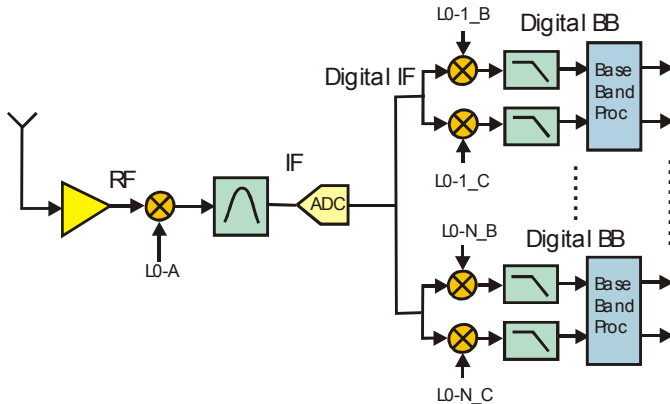 L0-1_B
Digital BB
Digital IF
Base
Band
Proc
RF
IF
ADC
L0-1_C
L0-A
L0-N_B
Digital BB
Base
Band
Proc
L0-N_C